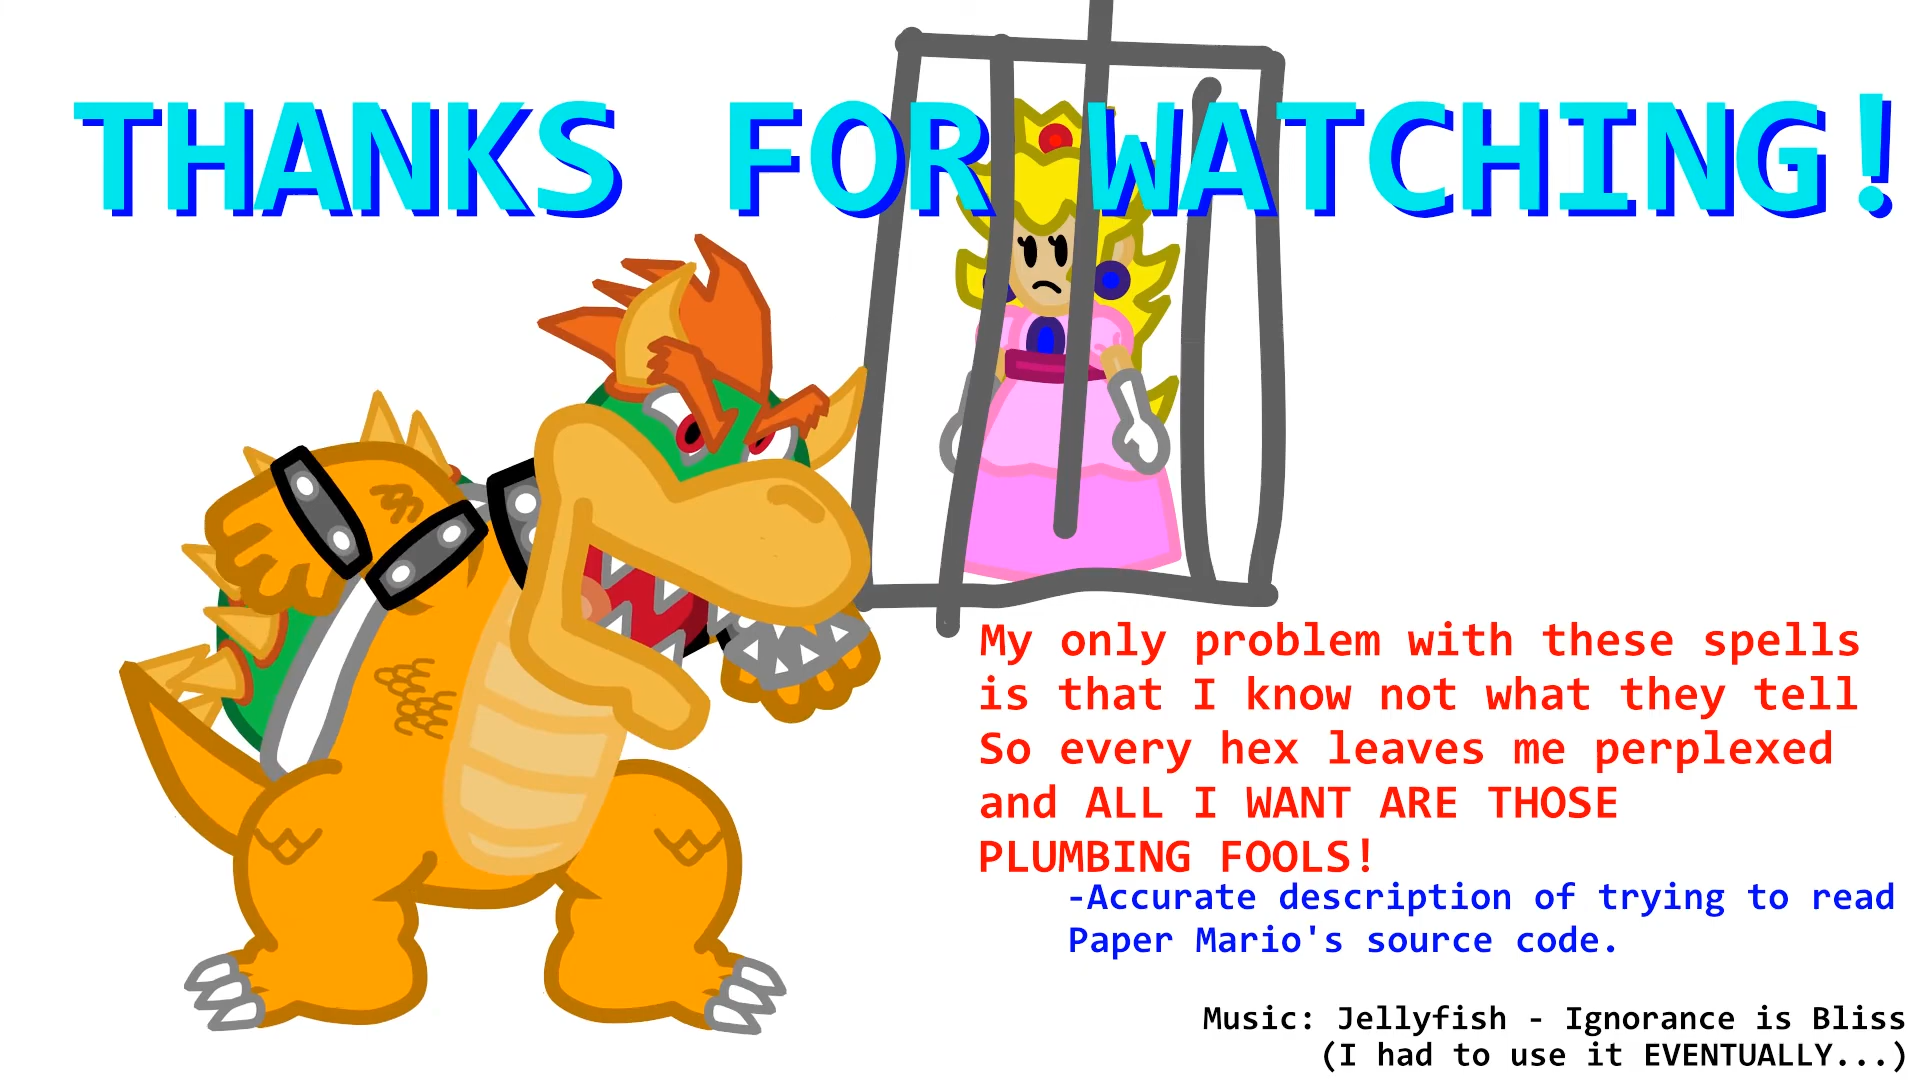 THANKS FOR WATCHING!
My only problem with these spells
is that I know not what they tell
So every hex leaves me perplexed
and ALL I WANT ARE THOSE
PLUMBING FOOLS!
-Accurate description of trying to read
Paper Mario's source code.
Music: Jellyfish - Ignorance is Bliss
(I had to use it EVENTUALLY...)